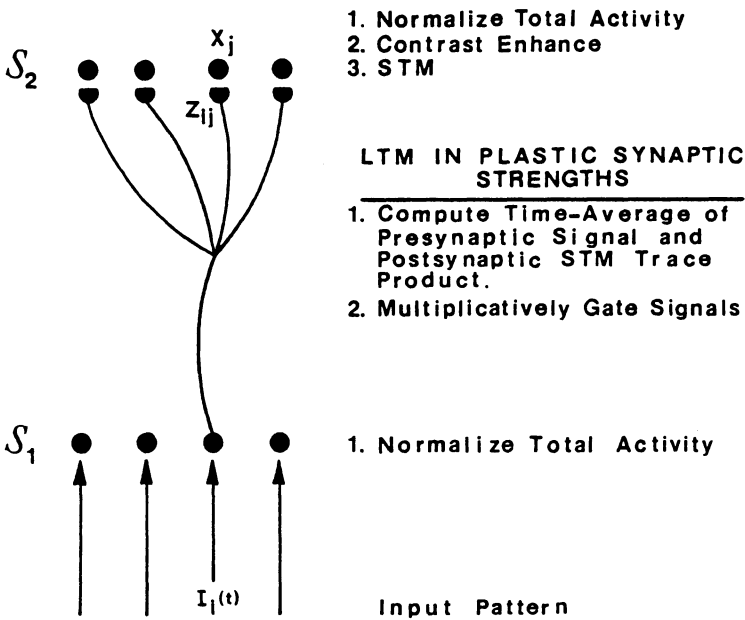 1. Normalize Total Activity
2. Contrast Enhance
3. STM
S₂
Xⱼ
Zᵢⱼ
LTM IN PLASTIC SYNAPTIC
STRENGTHS
1. Compute Time-Average of
Presynaptic Signal and
Postsynaptic STM Trace
Product.
2. Multiplicatively Gate Signals
S₁
1. Normalize Total Activity
Iᵢ(t)
Input Pattern